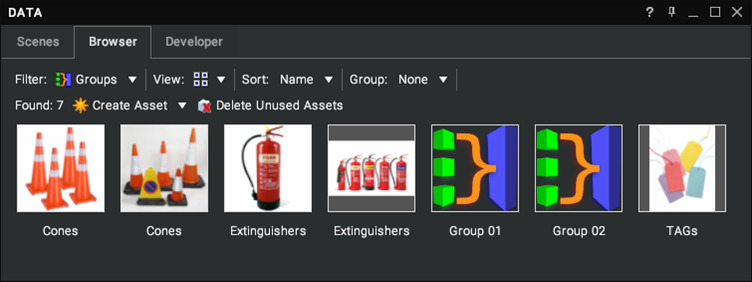 DATA ?
Scenes Browser Developer
Filter: Groups View: Sort: Name Group: None
Found: 7 Create Asset Delete Unused Assets
Cones Cones Extinguishers Extinguishers Group 01 Group 02 TAGs